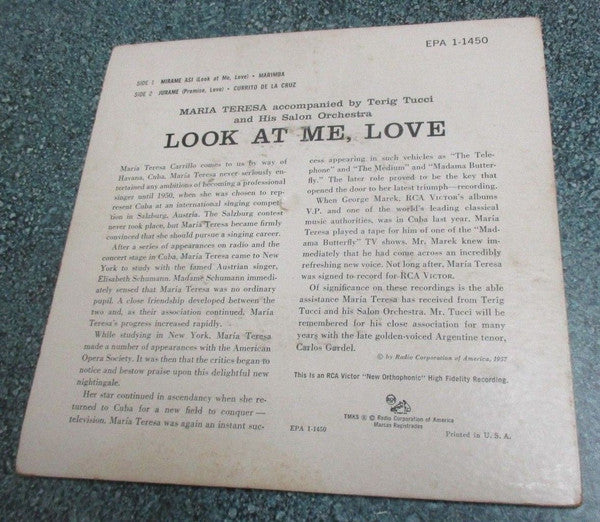 EPA 1-1450
SIDE 1 MIRAME ASI (Look at Me, Love) • MARIMBA
SIDE 2 JURAME (Promise, Love) • CURRITO DE LA CRUZ
MARIA TERESA accompanied by Terig Tucci
and His Salon Orchestra
LOOK AT ME, LOVE
María Teresa Carrillo comes to us by way of
Havana, Cuba. María Teresa never seriously en-
tertained any ambitions of becoming a professional
singer until 1950, when she was chosen to rep-
resent Cuba at an international singing competi-
tion in Salzburg, Austria. The Salzburg contest
never took place, but María Teresa became firmly
convinced that she should pursue a singing career.
After a series of appearances on radio and the
concert stage in Cuba, María Teresa came to New
York to study with the famed Austrian singer,
Elisabeth Schumann. Madame Schumann immedi-
ately sensed that María Teresa was no ordinary
pupil. A close friendship developed between the
two and, as their association continued, María
Teresa's progress increased rapidly.
While studying in New York, María Teresa
made a number of appearances with the American
Opera Society. It was then that the critics began to
notice and bestow praise upon this delightful new
nightingale.
Her star continued in ascendancy when she re-
turned to Cuba for a new field to conquer —
television. María Teresa was again an instant suc-
cess appearing in such vehicles as "The Tele-
phone" and "The Medium" and "Madama Butter-
fly." The later role proved to be the key that
opened the door to her latest triumph—recording.
When George Marek, RCA VICTOR's albums
V.P. and one of the world's leading classical
music authorities, was in Cuba last year, María
Teresa played a tape for him of one of the "Mad-
ama Butterfly" TV shows. Mr. Marek knew im-
mediately that he had come across an incredibly
refreshing new voice. Not long after, María Teresa
was signed to record for RCA VICTOR.
Of significance on these recordings is the able
assistance María Teresa has received from Terig
Tucci and his Salon Orchestra. Mr. Tucci will be
remembered for his close association for many
years with the late golden-voiced Argentine tenor,
Carlos Gardel.
© by Radio Corporation of America, 1957
This Is an RCA Victor "New Orthophonic" High Fidelity Recording.
TMKS ® © Radio Corporation of America
Marcas Registradas
EPA 1-1450
Printed in U. S. A.